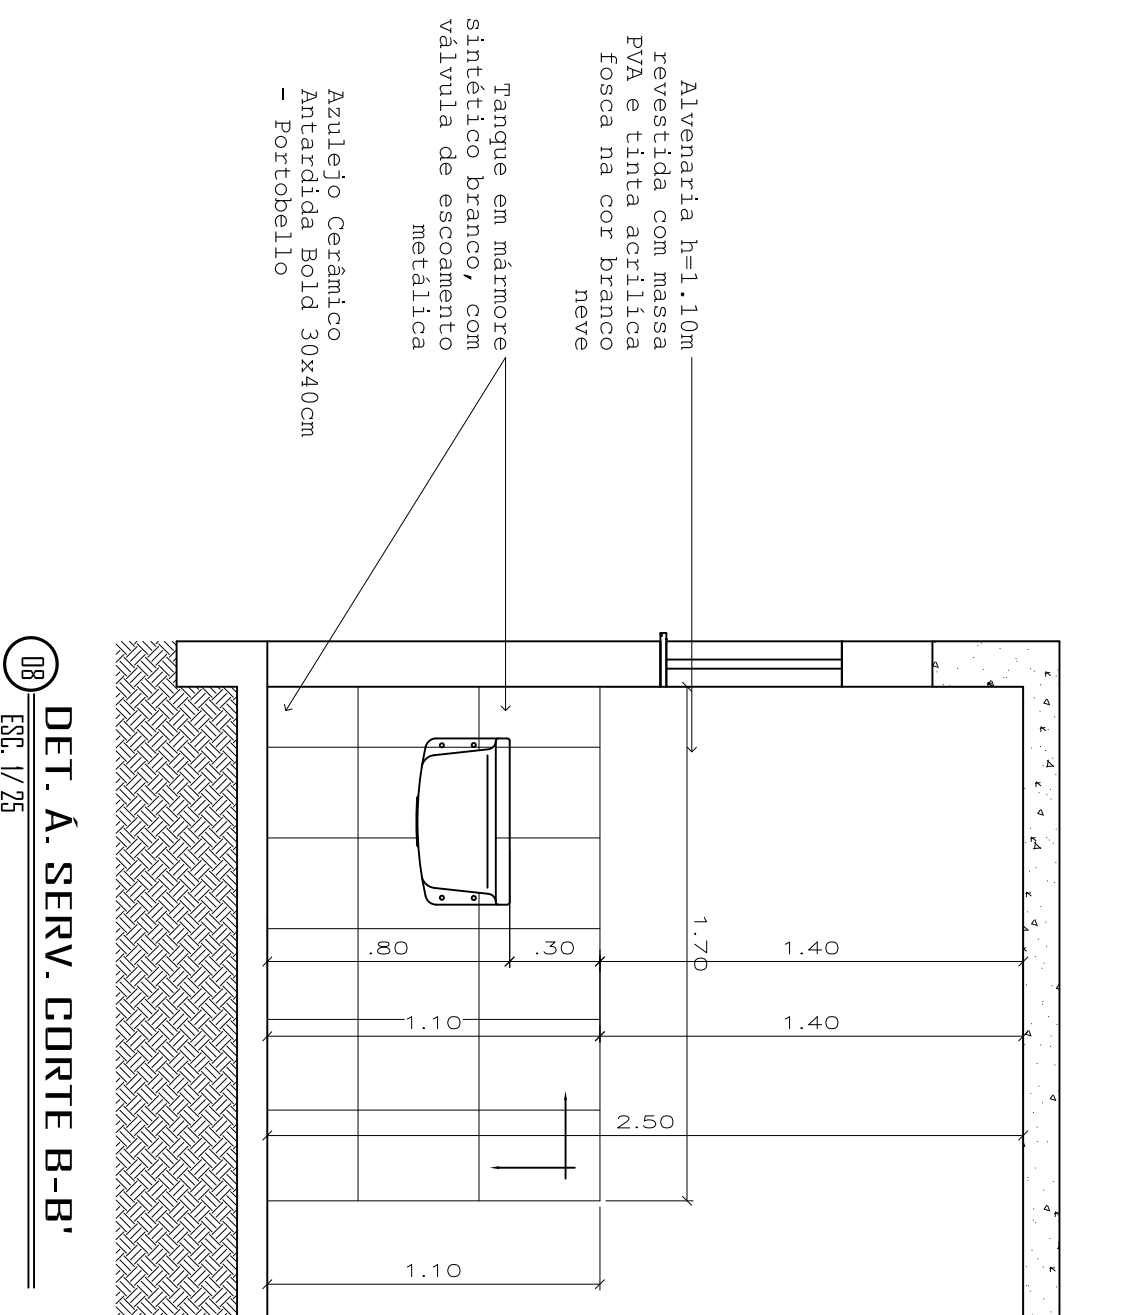 Alvenaria h=1.10m
revestida com massa
PVA e tinta acrilíca
fosca na cor branco
neve
Tanque em mármore
sintético branco, com
válvula de escoamento
metálica
Azulejo Cerâmico
Antardida Bold 30x40cm
- Portobello
1.40
1.70
.30
.80
1.40
1.10
2.50
1.10
08
DET. Á. SERV. CORTE B-B'
ESC. 1/25